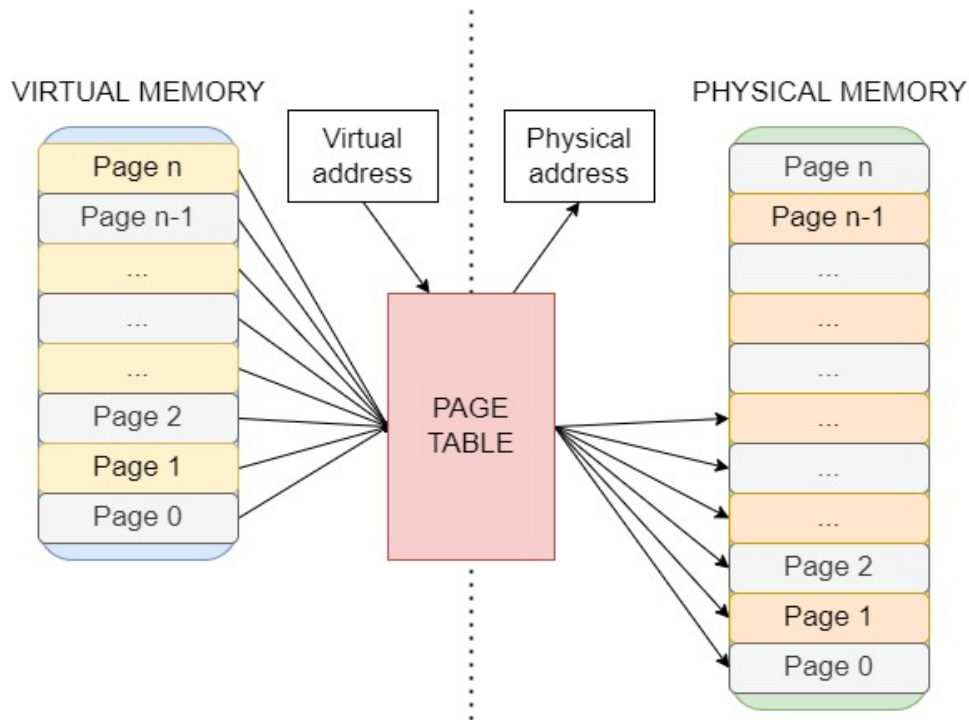 VIRTUAL MEMORY
Page n
Page n-1
...
...
...
Page 2
Page 1
Page 0
Virtual
address
Physical
address
PAGE
TABLE
PHYSICAL MEMORY
Page n
Page n-1
...
...
...
...
...
...
Page 2
Page 1
Page 0